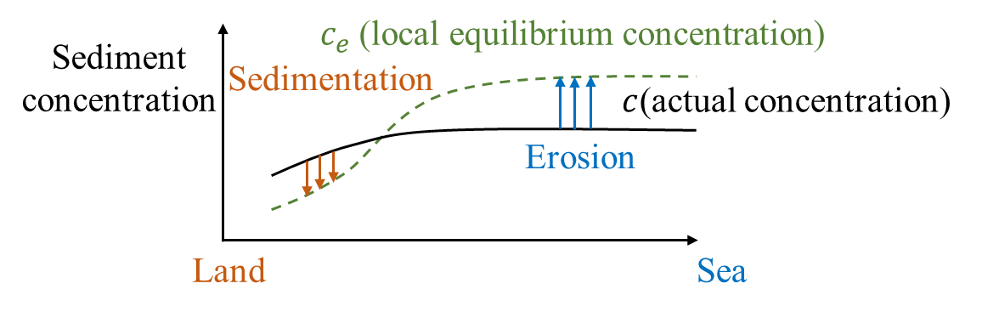 c_e (local equilibrium concentration)
Sediment
concentration
Sedimentation
c(actual concentration)
Erosion
Land
Sea